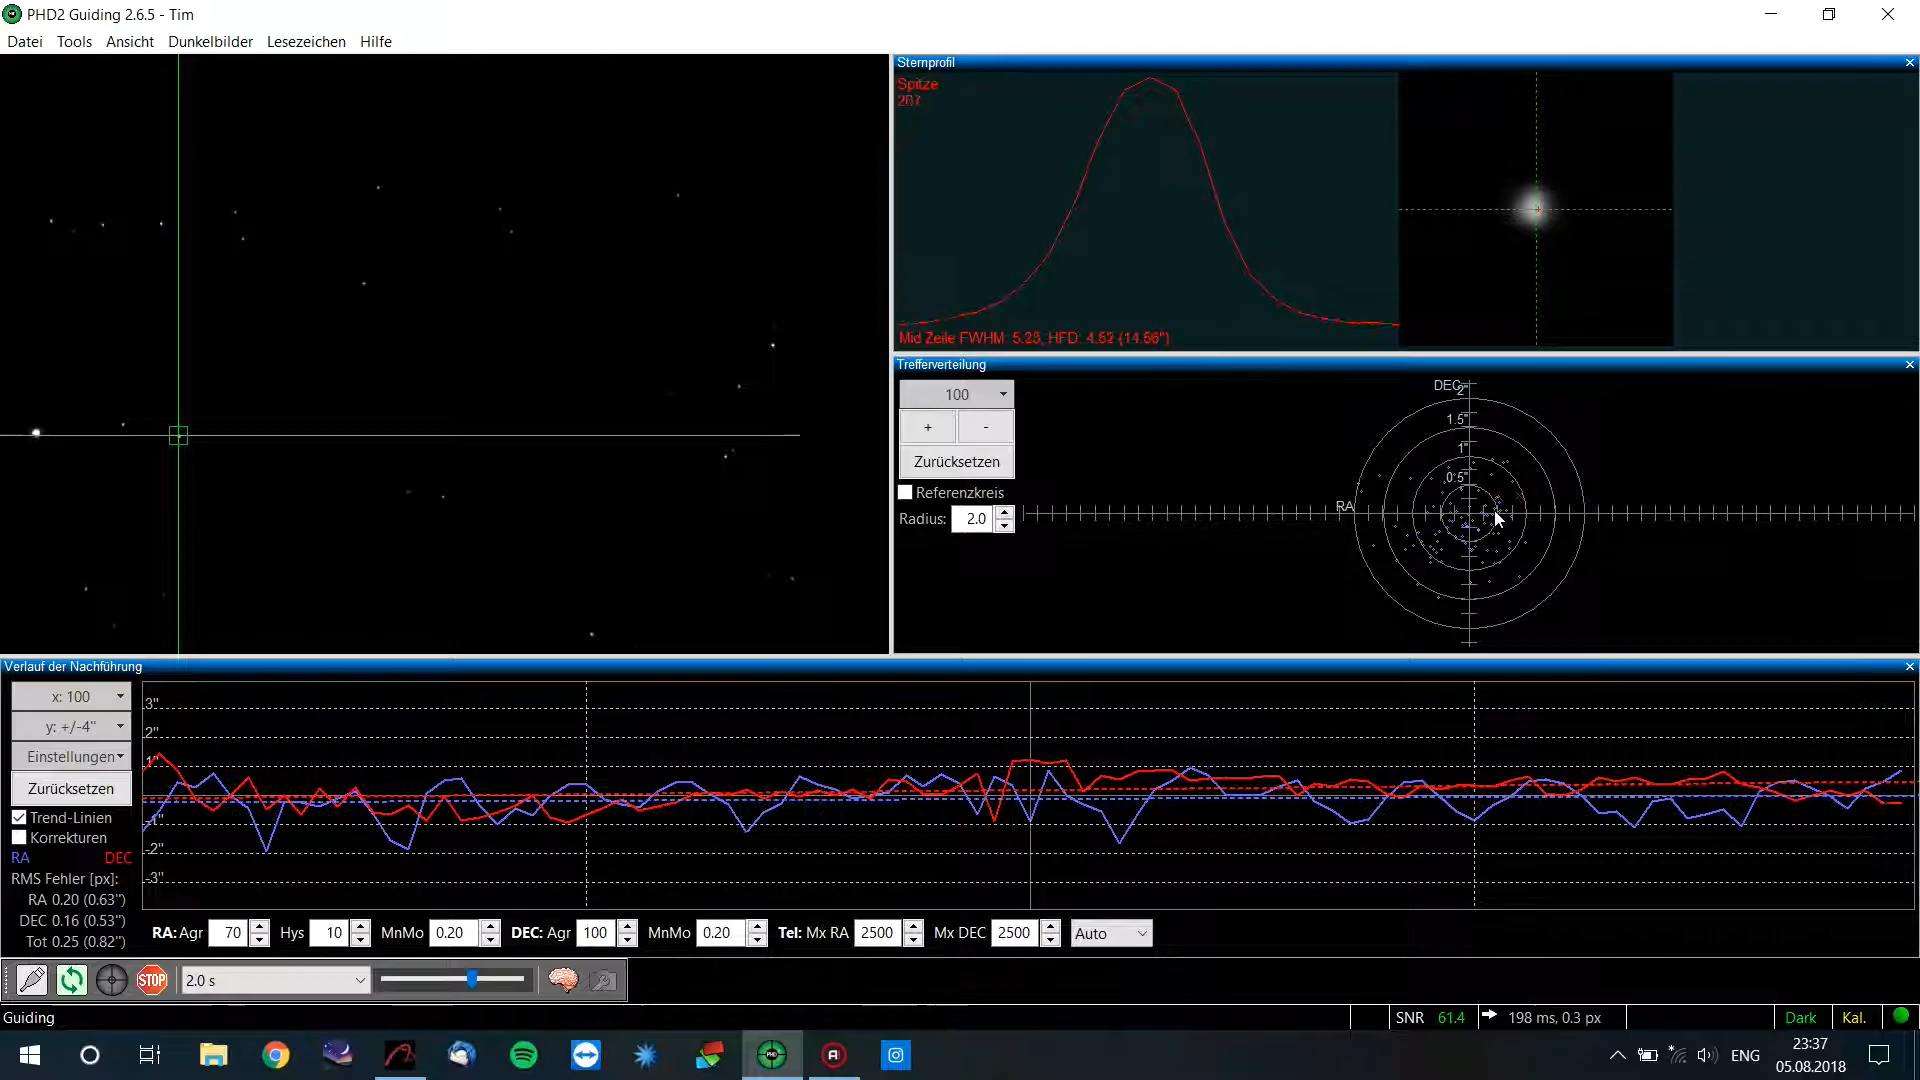 PHD2 Guiding 2.6.5 - Tim
Datei Tools Ansicht Dunkelbilder Lesezeichen Hilfe
Sternprofil
Spitze
267
Mid Zeile FWHM: 5.28, HFD: 4.52 (14.56")
Trefferverteilung
100
+ -
Zurücksetzen
Referenzkreis
Radius: 2.0
DEC
2"
1.5"
1"
0.5"
RA
Verlauf der Nachführung
x: 100
y: +/-4"
Einstellungen
Zurücksetzen
Trend-Linien
Korrekturen
RA DEC
RMS Fehler [px]:
RA 0.20 (0.63")
DEC 0.16 (0.53")
Tot 0.25 (0.82")
3"
2"
1"
-1"
-2"
-3"
RA: Agr 70 Hys 10 MnMo 0.20 DEC: Agr 100 MnMo 0.20 Tel: Mx RA 2500 Mx DEC 2500 Auto
STOP 2.0 s
Guiding SNR 61.4 198 ms, 0.3 px Dark Kal.
PHD
ENG
23:37
05.08.2018